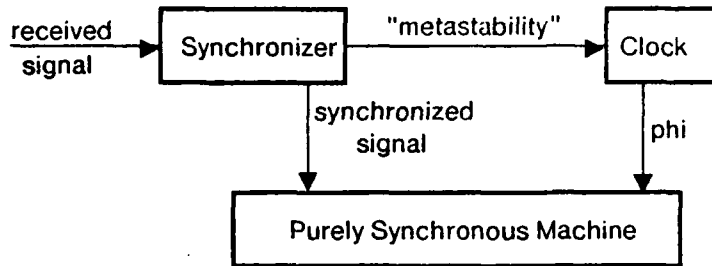 received
signal
Synchronizer
"metastability"
Clock
synchronized
signal
phi
Purely Synchronous Machine